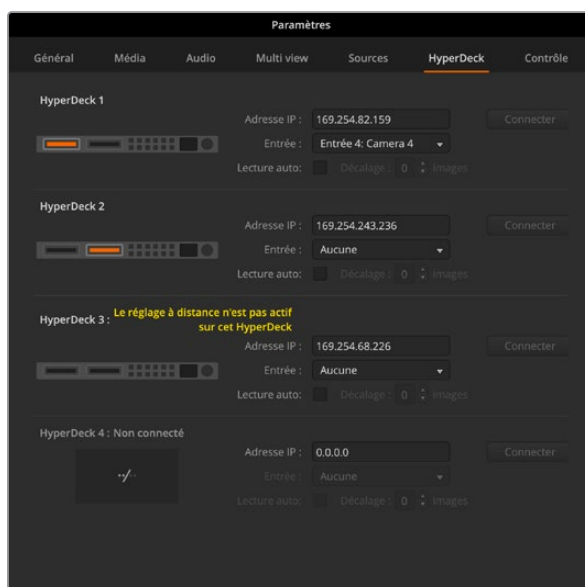 Paramètres
Général Média Audio Multi view Sources HyperDeck Contrôle
HyperDeck 1
Adresse IP : 169.254.82.159 Connecter
Entrée : Entrée 4: Camera 4
Lecture auto: Décalage : 0 images
HyperDeck 2
Adresse IP : 169.254.243.236 Connecter
Entrée : Aucune
Lecture auto: Décalage : 0 images
HyperDeck 3 : Le réglage à distance n'est pas actif
sur cet HyperDeck
Adresse IP : 169.254.68.226 Connecter
Entrée : Aucune
Lecture auto: Décalage : 0 images
HyperDeck 4 : Non connecté
Adresse IP : 0.0.0.0 Connecter
--/--
Entrée : Aucune
Lecture auto: Décalage : 0 images